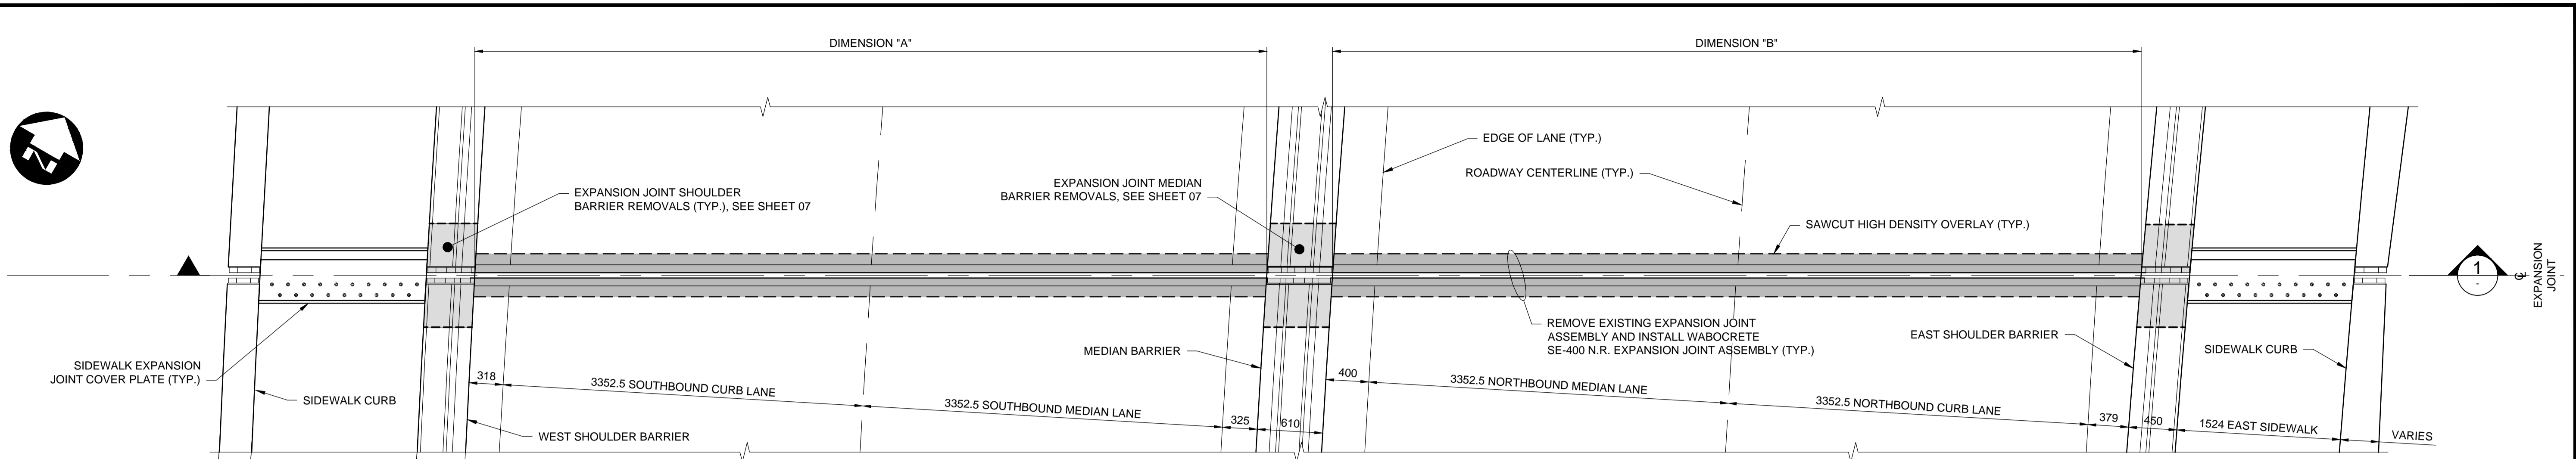 DIMENSION "A"
DIMENSION "B"
N
EDGE OF LANE (TYP.)
ROADWAY CENTERLINE (TYP.)
EXPANSION JOINT SHOULDER
BARRIER REMOVALS (TYP.), SEE SHEET 07
EXPANSION JOINT MEDIAN
BARRIER REMOVALS, SEE SHEET 07
SAWCUT HIGH DENSITY OVERLAY (TYP.)
1
-
℄
EXPANSION
JOINT
REMOVE EXISTING EXPANSION JOINT
ASSEMBLY AND INSTALL WABOCRETE
SE-400 N.R. EXPANSION JOINT ASSEMBLY (TYP.)
EAST SHOULDER BARRIER
SIDEWALK CURB
MEDIAN BARRIER
SIDEWALK EXPANSION
JOINT COVER PLATE (TYP.)
SIDEWALK CURB
WEST SHOULDER BARRIER
318
3352.5 SOUTHBOUND CURB LANE
3352.5 SOUTHBOUND MEDIAN LANE
325
610
400
3352.5 NORTHBOUND MEDIAN LANE
3352.5 NORTHBOUND CURB LANE
379
450
1524 EAST SIDEWALK
VARIES